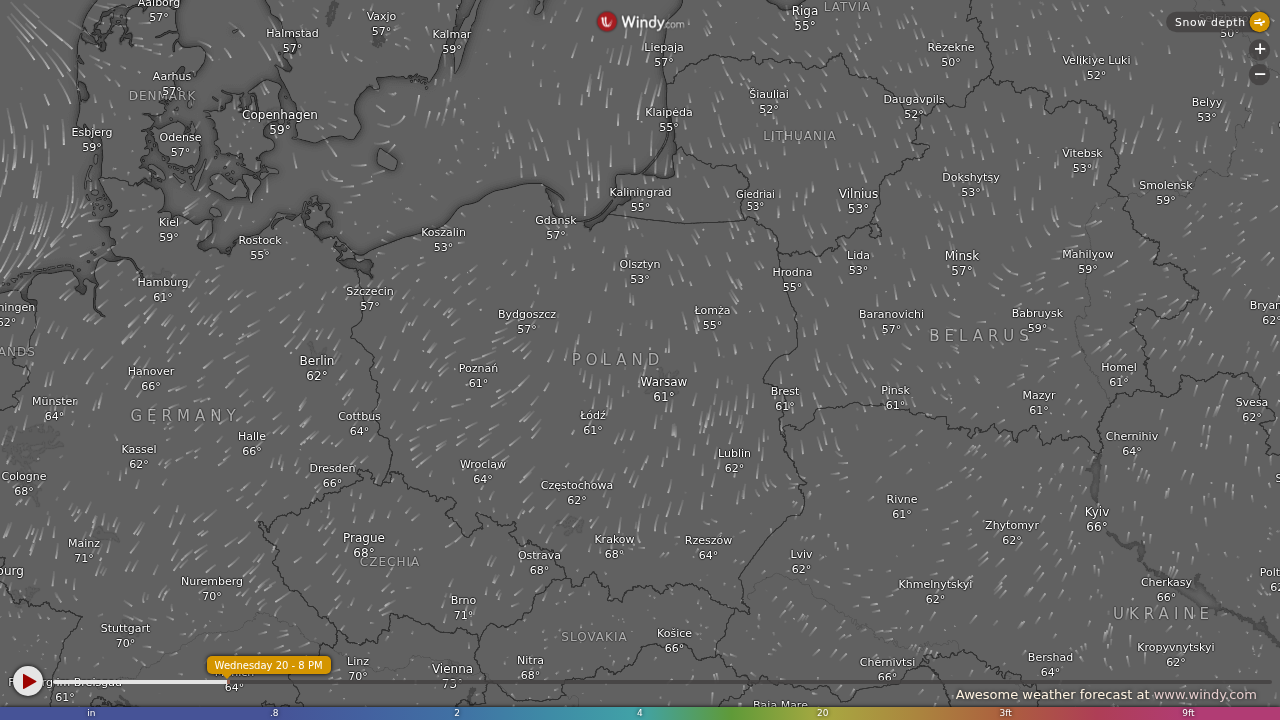 Aalborg
57°
Halmstad
57°
Vaxjo
57°
Kalmar
59°
Windy.com
Riga
55°
LATVIA
Snow depth
50°
+
−
Liepaja
57°
Rēzekne
50°
Velikiye Luki
52°
Aarhus
57°
DENMARK
Copenhagen
59°
Klaipėda
55°
Šiauliai
52°
Daugavpils
52°
Belyy
53°
Esbjerg
59°
Odense
57°
LITHUANIA
Vitebsk
53°
Kaliningrad
55°
Giedriai
53°
Vilnius
53°
Dokshytsy
53°
Smolensk
59°
Kiel
59°
Rostock
55°
Koszalin
53°
Gdansk
57°
Olsztyn
53°
Hrodna
55°
Lida
53°
Minsk
57°
Mahilyow
59°
Hamburg
61°
Szczecin
57°
Bydgoszcz
57°
Łomża
55°
Baranovichi
57°
BELARUS
Babruysk
59°
Hanover
66°
Berlin
62°
Poznań
61°
POLAND
Warsaw
61°
Brest
61°
Pinsk
61°
Mazyr
61°
Homel
61°
Svesa
62°
Münster
64°
GERMANY
Cottbus
64°
Łódź
61°
Kassel
62°
Halle
66°
Dresden
66°
Wroclaw
64°
Częstochowa
62°
Lublin
62°
Chernihiv
64°
Cologne
68°
Rivne
61°
Zhytomyr
62°
Kyiv
66°
Mainz
71°
Prague
68°
CZECHIA
Ostrava
68°
Krakow
68°
Rzeszów
64°
Lviv
62°
Nuremberg
70°
Brno
71°
Khmelnytskyi
62°
Cherkasy
66°
UKRAINE
Stuttgart
70°
SLOVAKIA
Košice
66°
Kropyvnytskyi
62°
Wednesday 20 - 8 PM
64°
61°
Linz
70°
Vienna
73°
Nitra
68°
Chernivtsi
66°
Bershad
64°
Awesome weather forecast at www.windy.com
Baia Mare
in
.8
2
4
20
3ft
9ft